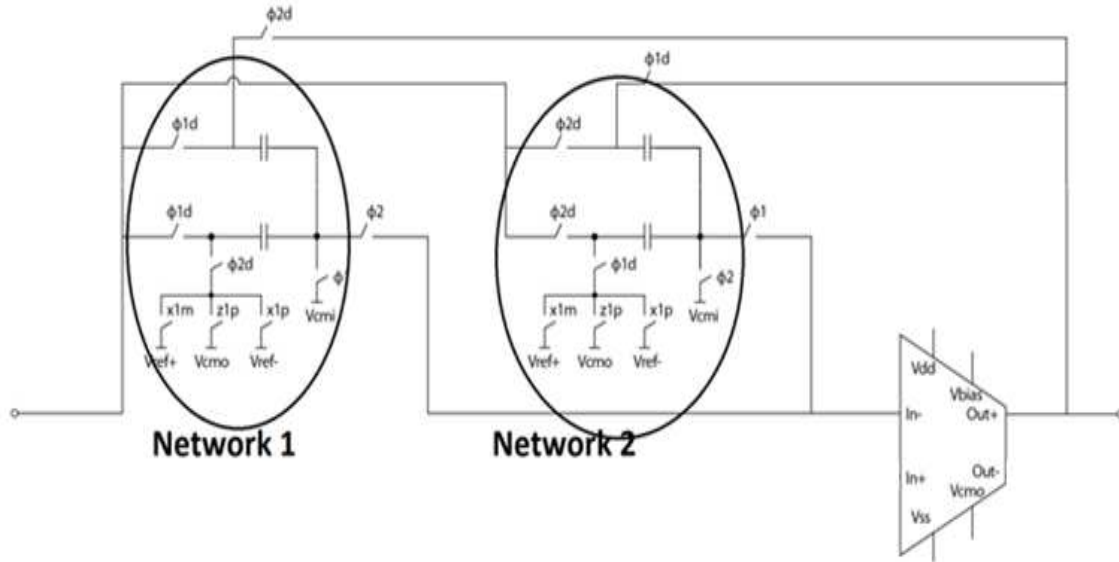 ϕ2d
ϕ1d
ϕ1d
ϕ2d
ϕ1d
ϕ2d
ϕ2
ϕ1
ϕ2d
ϕ
ϕ1d
ϕ2
x1m z1p x1p
Vcmi
x1m z1p x1p
Vcmi
Vref+ Vcmo Vref-
Vref+ Vcmo Vref-
Vdd
Vbias
In-
Out+
Network 1
Network 2
In+
Out-
Vcmo
Vss